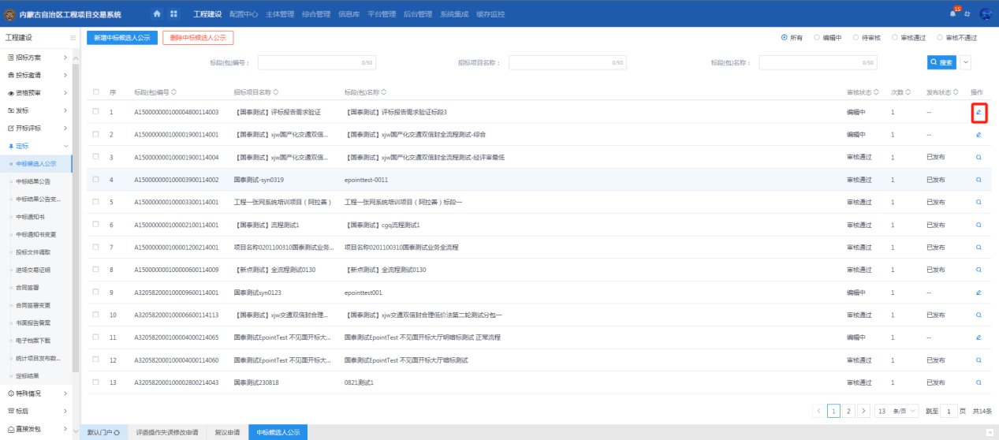 内蒙古自治区工程项目交易系统 工程建设 配置中心 主体管理 综合管理 信息库 平台管理 后台管理 系统集成 缓存监控 15
工程建设 新增中标候选人公示 删除中标候选人公示 所有 编辑中 待审核 审核通过 审核不通过
招标方案
投标邀请
资格预审
发标
开标评标
定标
中标候选人公示
中标结果公告
中标结果公告变...
中标通知书
中标通知书变更
投标文件调取
进场交易证明
合同签署
合同签署变更
书面报告备案
电子档案下载
统计项目发布数...
定标结果
特殊情况
标后
直接发包
标段(包)编号： 0/50 招标项目名称： 0/50 标段(包)名称： 0/50 搜索
序 标段(包)编号 招标项目名称 标段(包)名称 审核状态 次数 发布状态 操作
1 A150000000100004800114003 【国泰测试】评标报告需求验证 【国泰测试】评标报告需求验证标段3 编辑中 1 --
2 A150000000100001900114001 【国泰测试】xjw国产化交通双信... 【国泰测试】xjw国产化交通双信封全流程测试-综合 编辑中 1 --
3 A150000000100001900114004 【国泰测试】xjw国产化交通双信... 【国泰测试】xjw国产化交通双信封全流程测试-经评审最低 审核通过 1 已发布
4 A150000000100003900114002 国泰测试-syn0319 epointtest-0011 审核通过 1 已发布
5 A150000000100003300114001 工程一张网系统培训项目（阿拉善） 工程一张网系统培训项目（阿拉善）标段一 审核通过 1 已发布
6 A150000000100002100114001 【国泰测试】流程测试1 【国泰测试】cgq流程测试1 审核通过 1 已发布
7 A150000000100001200214001 项目名称0201100310国泰测试业务... 项目名称0201100310国泰测试业务全流程 审核通过 1 已发布
8 A150000000100000600114009 【新点测试】全流程测试0130 【新点测试】全流程测试0130 审核通过 1 已发布
9 A320582000100009600114001 国泰测试syn0123 epointtest001 编辑中 1 --
10 A320582000100006600114113 【国泰测试】xjw交通双信封合理... 【国泰测试】xjw交通双信封合理低价法第二轮测试分包一 审核通过 1 已发布
11 A320582000100004000214065 国泰测试EpointTest 不见面开标大... 国泰测试EpointTest 不见面开标大厅明暗标测试 正常流程 编辑中 1 --
12 A320582000100004000114060 国泰测试EpointTest 不见面开标大... 国泰测试EpointTest 不见面开标大厅暗标测试 审核通过 1 已发布
13 A320582000100002800214043 国泰测试230818 0821测试1 审核通过 1 已发布
1 2 13 条/页 跳至 1 页 共14条
默认门户 评委操作失误修改申请 复议申请 中标候选人公示